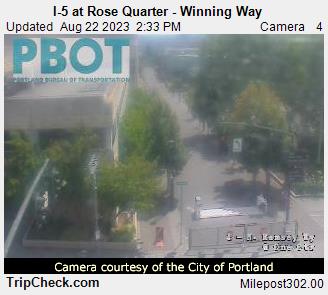 I-5 at Rose Quarter - Winning Way
Updated Aug 22 2023 2:33 PM Camera 4
PBOT
PORTLAND BUREAU OF TRANSPORTATION
Camera courtesy of the City of Portland
TripCheck.com Milepost302.00